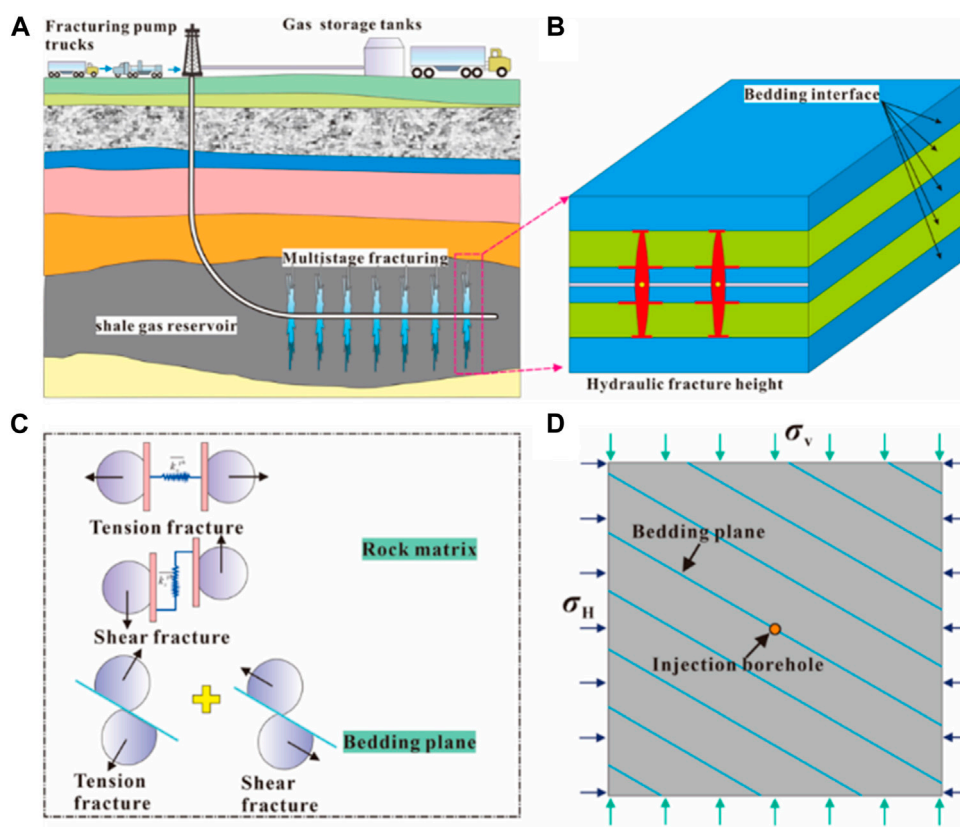 A
Fracturing pump
trucks
Gas storage tanks
Multistage fracturing
shale gas reservoir
B
Bedding interface
Hydraulic fracture height
C
Tension fracture
Rock matrix
Shear fracture
Bedding plane
Tension
fracture
Shear
fracture
D
σv
Bedding plane
σH
Injection borehole